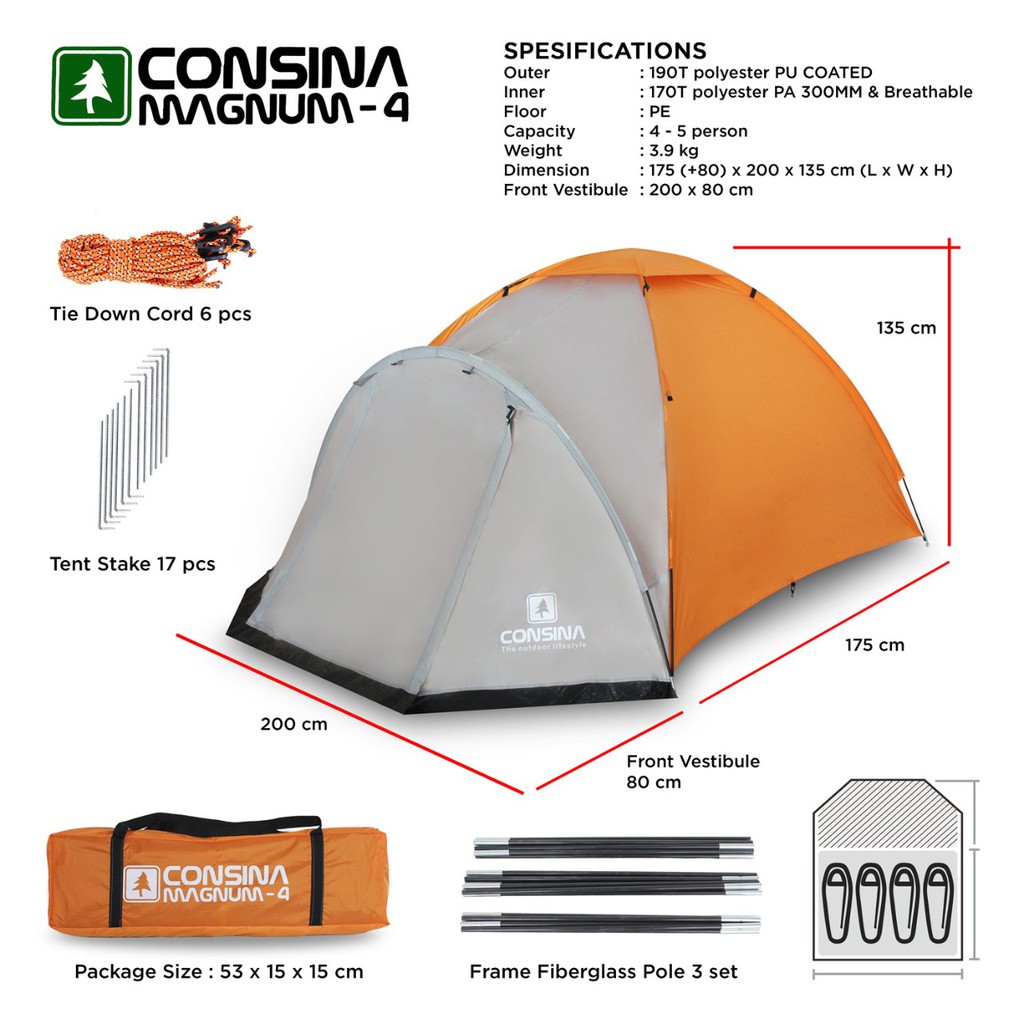 CONSINA
MAGNUM-4
SPESIFICATIONS
Outer : 190T polyester PU COATED
Inner : 170T polyester PA 300MM & Breathable
Floor : PE
Capacity : 4 - 5 person
Weight : 3.9 kg
Dimension : 175 (+80) x 200 x 135 cm (L x W x H)
Front Vestibule : 200 x 80 cm
Tie Down Cord 6 pcs
135 cm
Tent Stake 17 pcs
CONSINA
The outdoor lifestyle
175 cm
200 cm
Front Vestibule
80 cm
CONSINA
MAGNUM-4
Package Size : 53 x 15 x 15 cm
Frame Fiberglass Pole 3 set